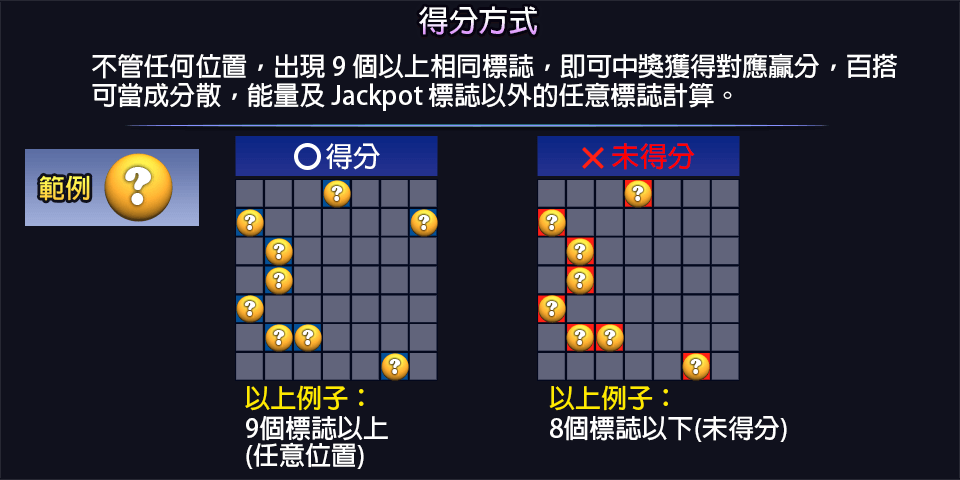 得分方式
不管任何位置，出現 9 個以上相同標誌，即可中獎獲得對應贏分，百搭
可當成分散，能量及 Jackpot 標誌以外的任意標誌計算。
範例 ?
○得分
✕ 未得分
以上例子：
9個標誌以上
(任意位置)
以上例子：
8個標誌以下(未得分)